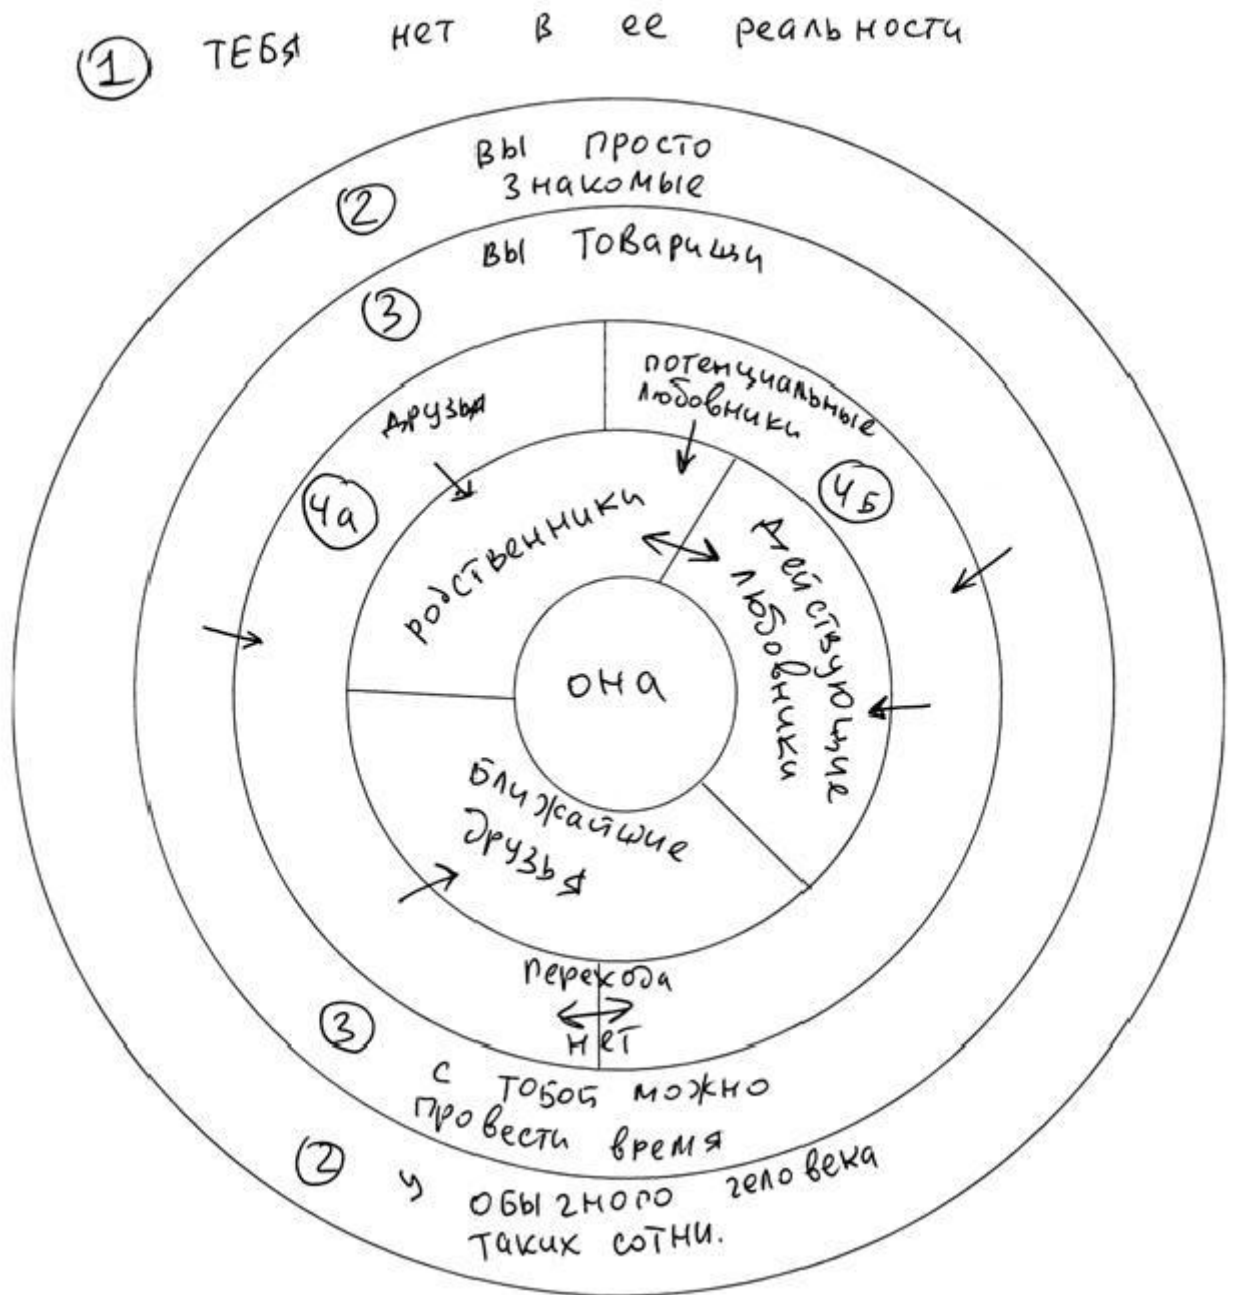 1 ТЕБЯ нет в ее реальности
вы просто
знакомые
2
вы товарищи
3
потенциальные
любовники
друзья
4а
4Б
родственники
действующие
любовники
она
ближайшие
друзья
перехода
нет
3
с тобой можно
провести время
2 у обычного человека
таких сотни.